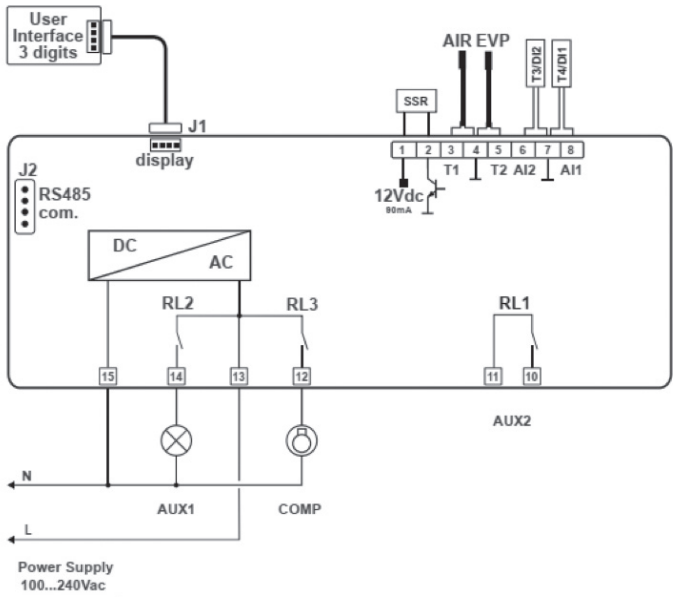 User
Interface
3 digits
J1
display
J2
RS485
com.
AIR EVP
T3/DI2
T4/DI1
SSR
1 2 3 4 5 6 7 8
T1 T2 AI2 AI1
12Vdc
90mA
DC
AC
RL2 RL3 RL1
15 14 13 12 11 10
AUX2
N
AUX1 COMP
L
Power Supply
100...240Vac